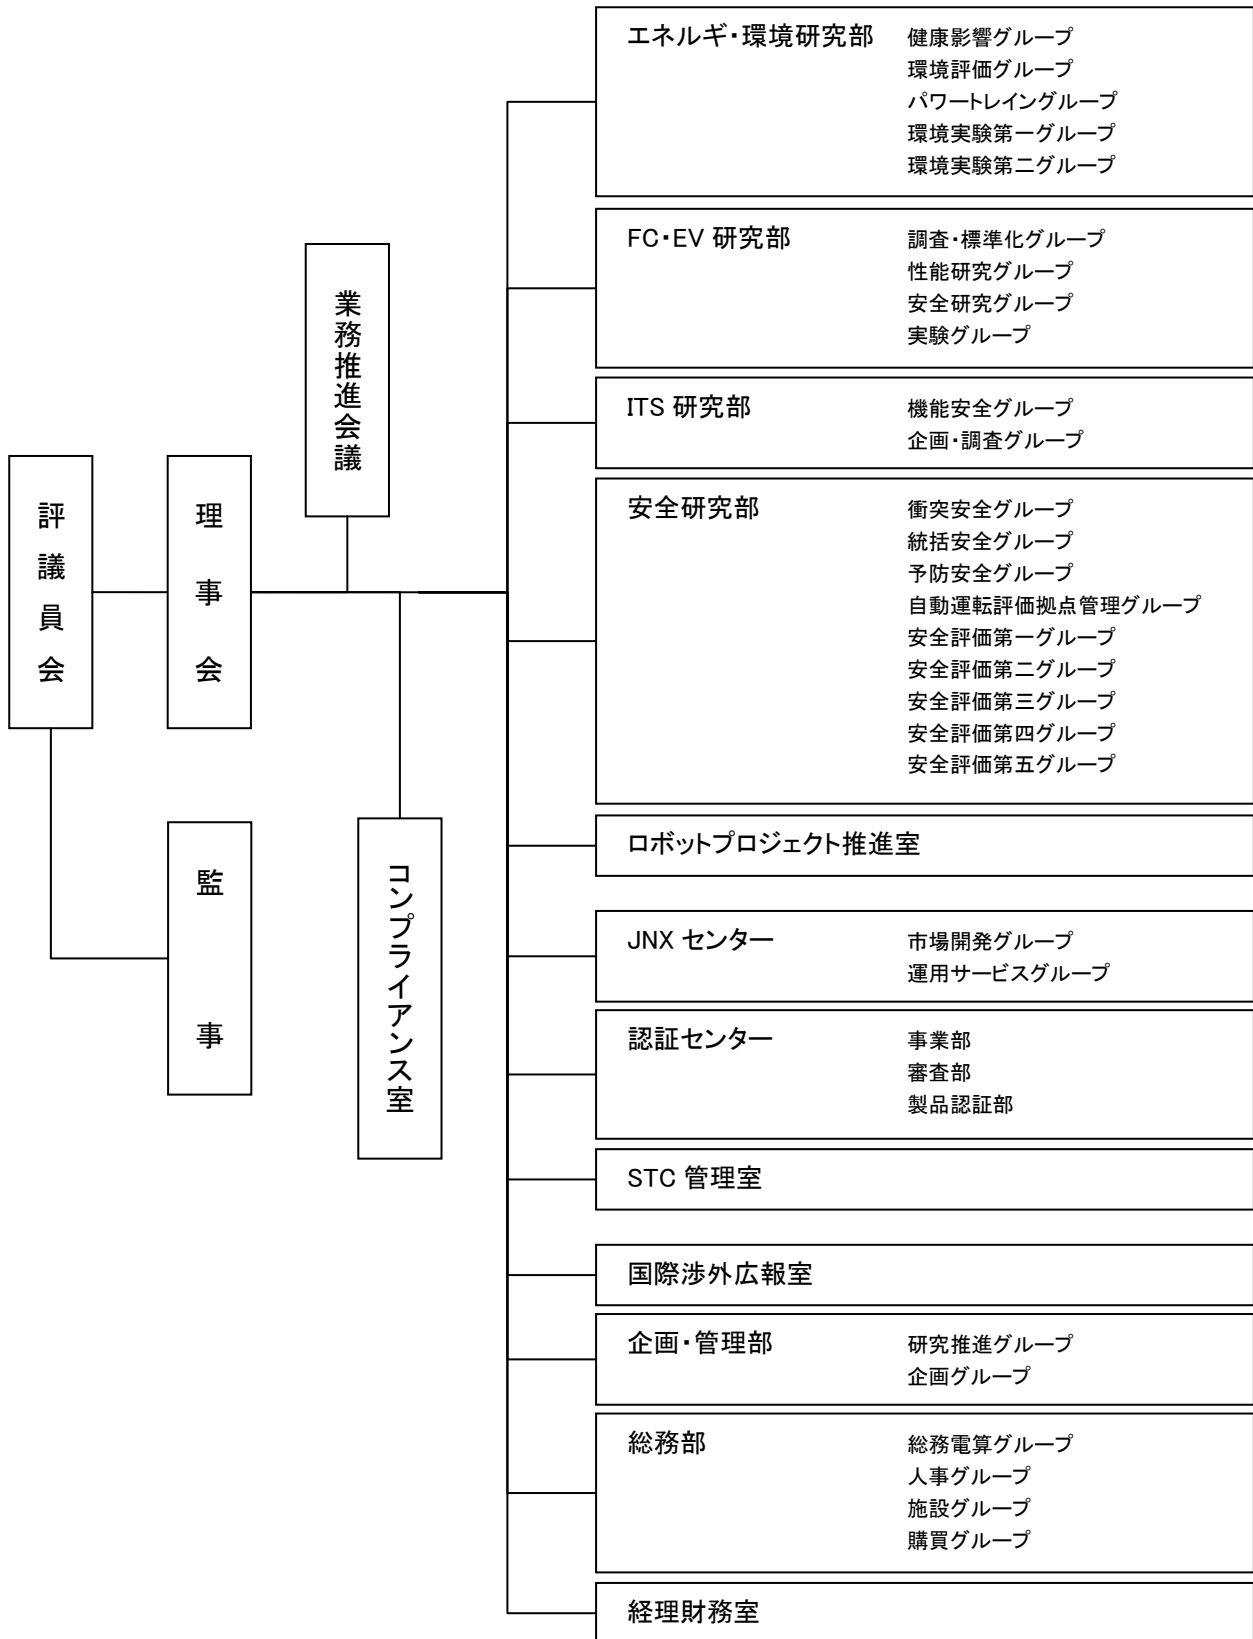 評議員会
理事会
監事
業務推進会議
コンプライアンス室
エネルギ・環境研究部
健康影響グループ
環境評価グループ
パワートレイングループ
環境実験第一グループ
環境実験第二グループ
FC・EV 研究部
調査・標準化グループ
性能研究グループ
安全研究グループ
実験グループ
ITS 研究部
機能安全グループ
企画・調査グループ
安全研究部
衝突安全グループ
統括安全グループ
予防安全グループ
自動運転評価拠点管理グループ
安全評価第一グループ
安全評価第二グループ
安全評価第三グループ
安全評価第四グループ
安全評価第五グループ
ロボットプロジェクト推進室
JNX センター
市場開発グループ
運用サービスグループ
認証センター
事業部
審査部
製品認証部
STC 管理室
国際渉外広報室
企画・管理部
研究推進グループ
企画グループ
総務部
総務電算グループ
人事グループ
施設グループ
購買グループ
経理財務室